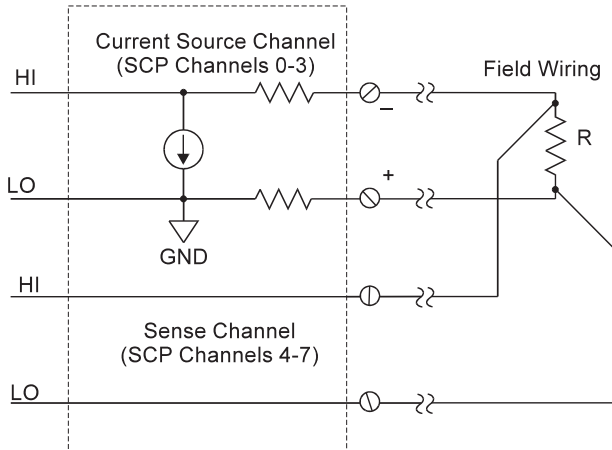 Current Source Channel
(SCP Channels 0-3)
HI
Field Wiring
–
R
+
LO
GND
HI
Sense Channel
(SCP Channels 4-7)
LO